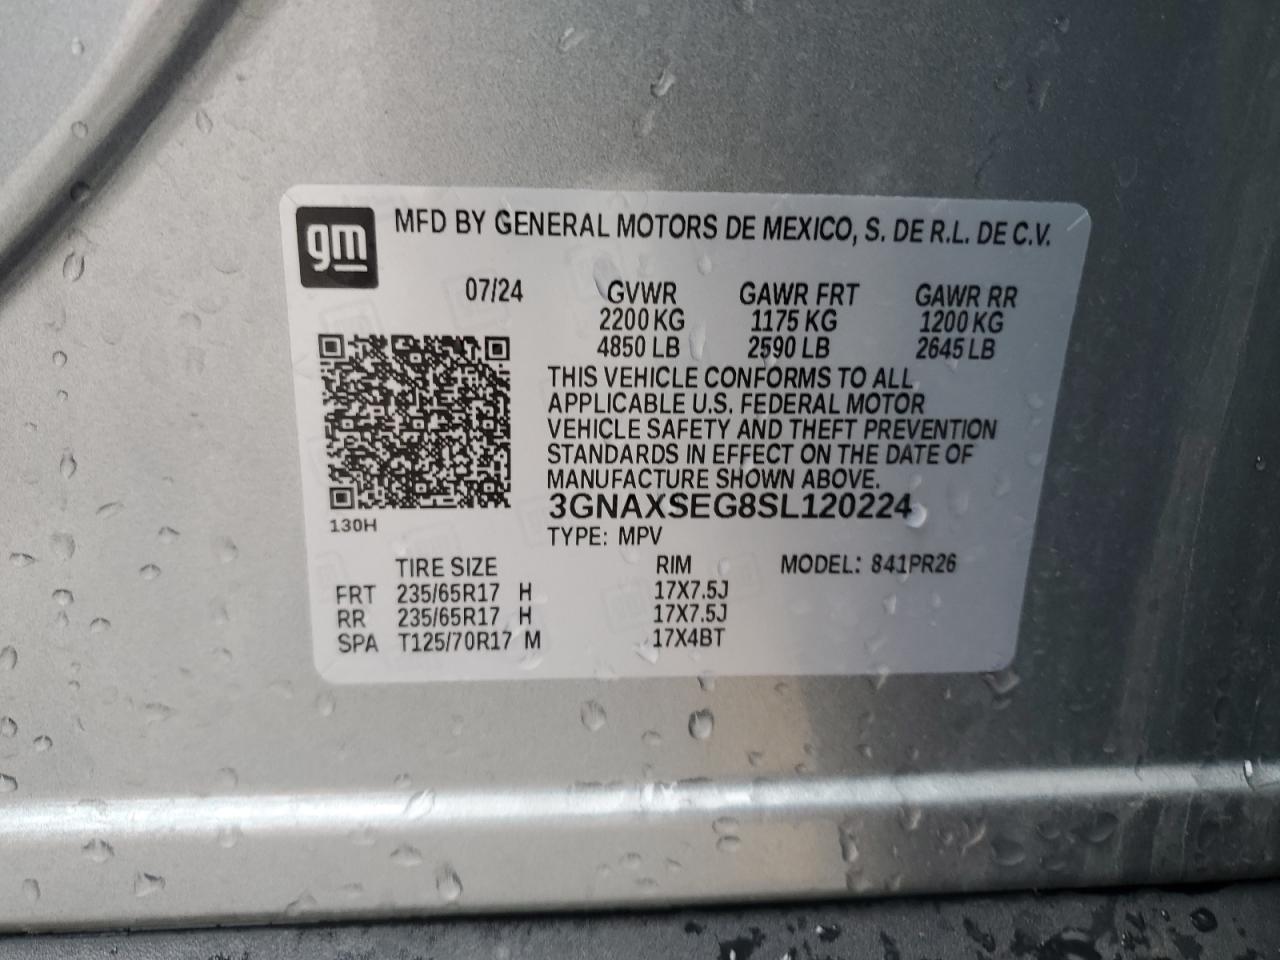 gm
MFD BY GENERAL MOTORS DE MEXICO, S. DE R.L. DE C.V.
07/24 GVWR GAWR FRT GAWR RR
2200 KG 1175 KG 1200 KG
4850 LB 2590 LB 2645 LB
THIS VEHICLE CONFORMS TO ALL
APPLICABLE U.S. FEDERAL MOTOR
VEHICLE SAFETY AND THEFT PREVENTION
STANDARDS IN EFFECT ON THE DATE OF
MANUFACTURE SHOWN ABOVE.
3GNAXSEG8SL120224
130H
TYPE: MPV
TIRE SIZE RIM MODEL: 841PR26
FRT 235/65R17 H 17X7.5J
RR 235/65R17 H 17X7.5J
SPA T125/70R17 M 17X4BT